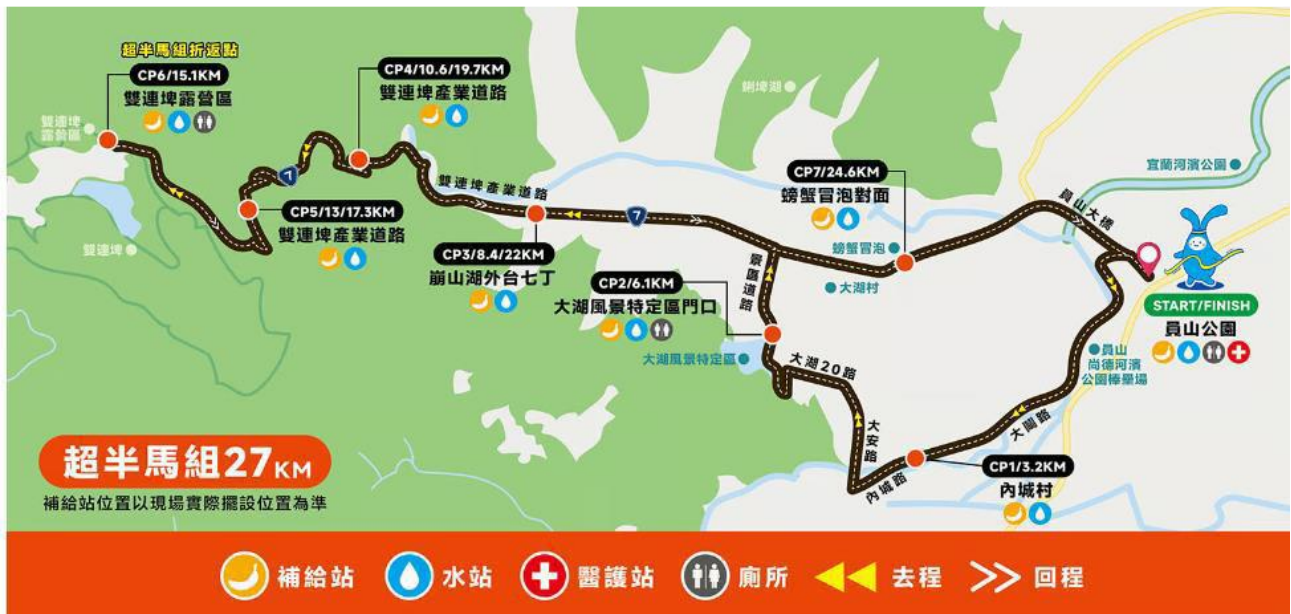 超半馬組折返點
CP6/15.1KM
雙連埤露營區
雙連埤
露營區
雙連埤
CP4/10.6/19.7KM
雙連埤產業道路
7
CP5/13/17.3KM
雙連埤產業道路
雙連埤產業道路
CP3/8.4/22KM
崩山湖外台七丁
7
蜊埤湖
CP7/24.6KM
螃蟹冒泡對面
螃蟹冒泡
大湖村
景區道路
CP2/6.1KM
大湖風景特定區門口
大湖風景特定區
大湖20路
大安路
內城路
CP1/3.2KM
內城村
大闊路
員山
尚德河濱
公園棒壘場
宜蘭河濱公園
員山大橋
START/FINISH
員山公園
超半馬組27KM
補給站位置以現場實際擺設位置為準
補給站 水站 醫護站 廁所 去程 回程